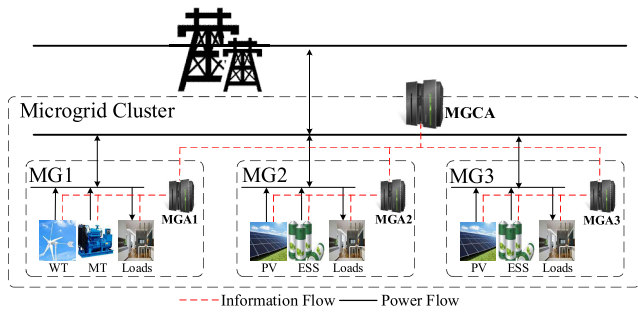 Microgrid Cluster
MGCA
MG1
MG2
MG3
MGA1
MGA2
MGA3
WT
MT
Loads
PV
ESS
Loads
PV
ESS
Loads
Information Flow
Power Flow